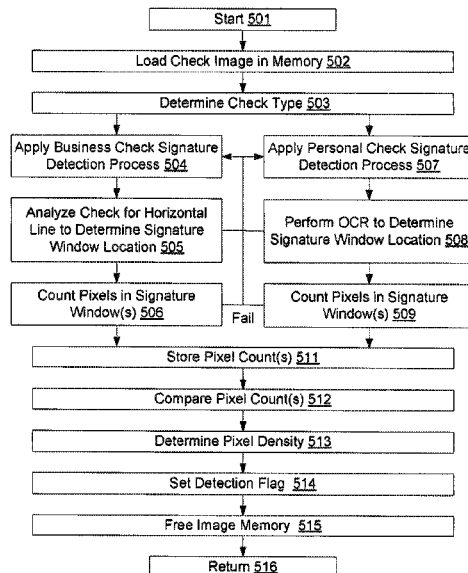 Start 501
Load Check Image in Memory 502
Determine Check Type 503
Apply Business Check Signature
Detection Process 504
Analyze Check for Horizontal
Line to Determine Signature
Window Location 505
Count Pixels in Signature
Window(s) 506
Apply Personal Check Signature
Detection Process 507
Perform OCR to Determine
Signature Window Location 508
Count Pixels in Signature
Window(s) 509
Fail
Store Pixel Count(s) 511
Compare Pixel Count(s) 512
Determine Pixel Density 513
Set Detection Flag 514
Free Image Memory 515
Return 516